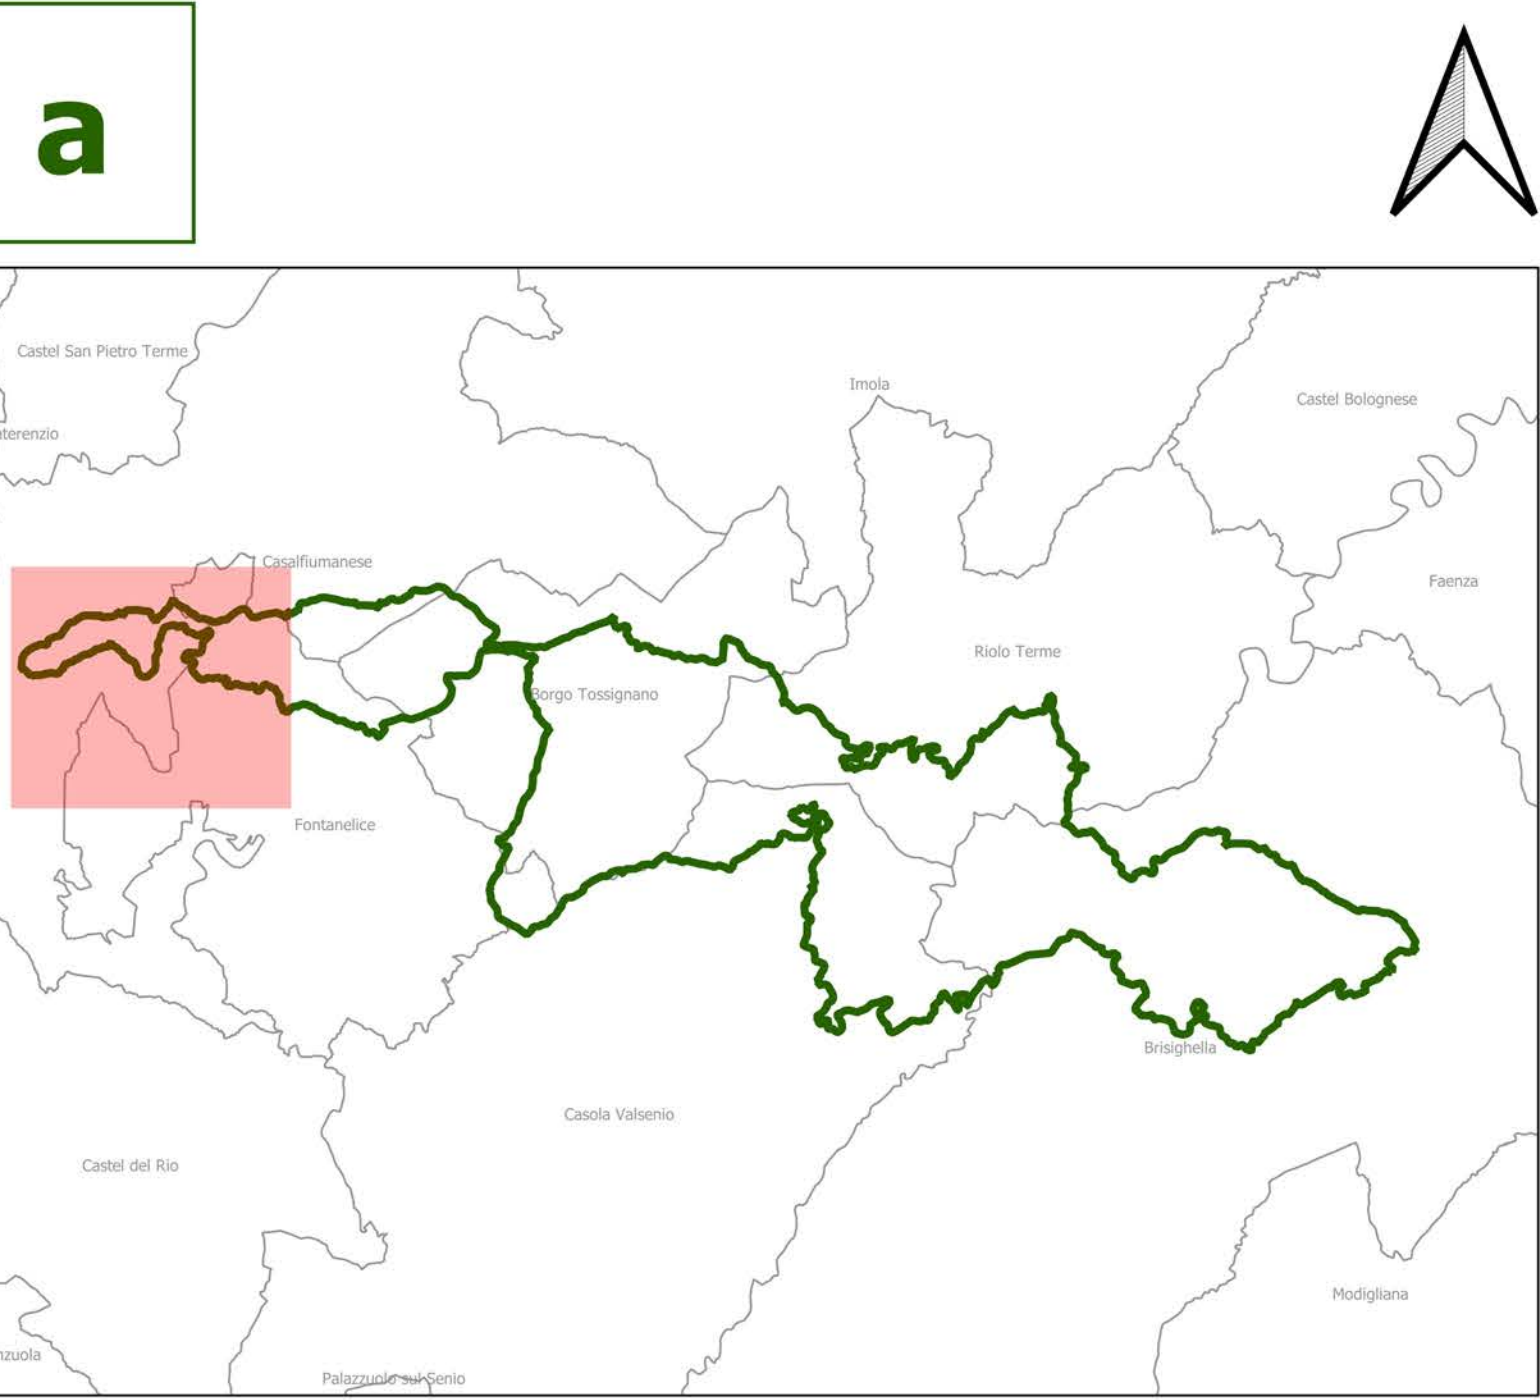 a
Castel San Pietro Terme
Imola
Castel Bolognese
nterenzio
Casalfiumanese
Faenza
Riolo Terme
Borgo Tossignano
Fontanelice
Brisighella
Casola Valsenio
Castel del Rio
Modigliana
nzuola
Palazzuolo sul Senio